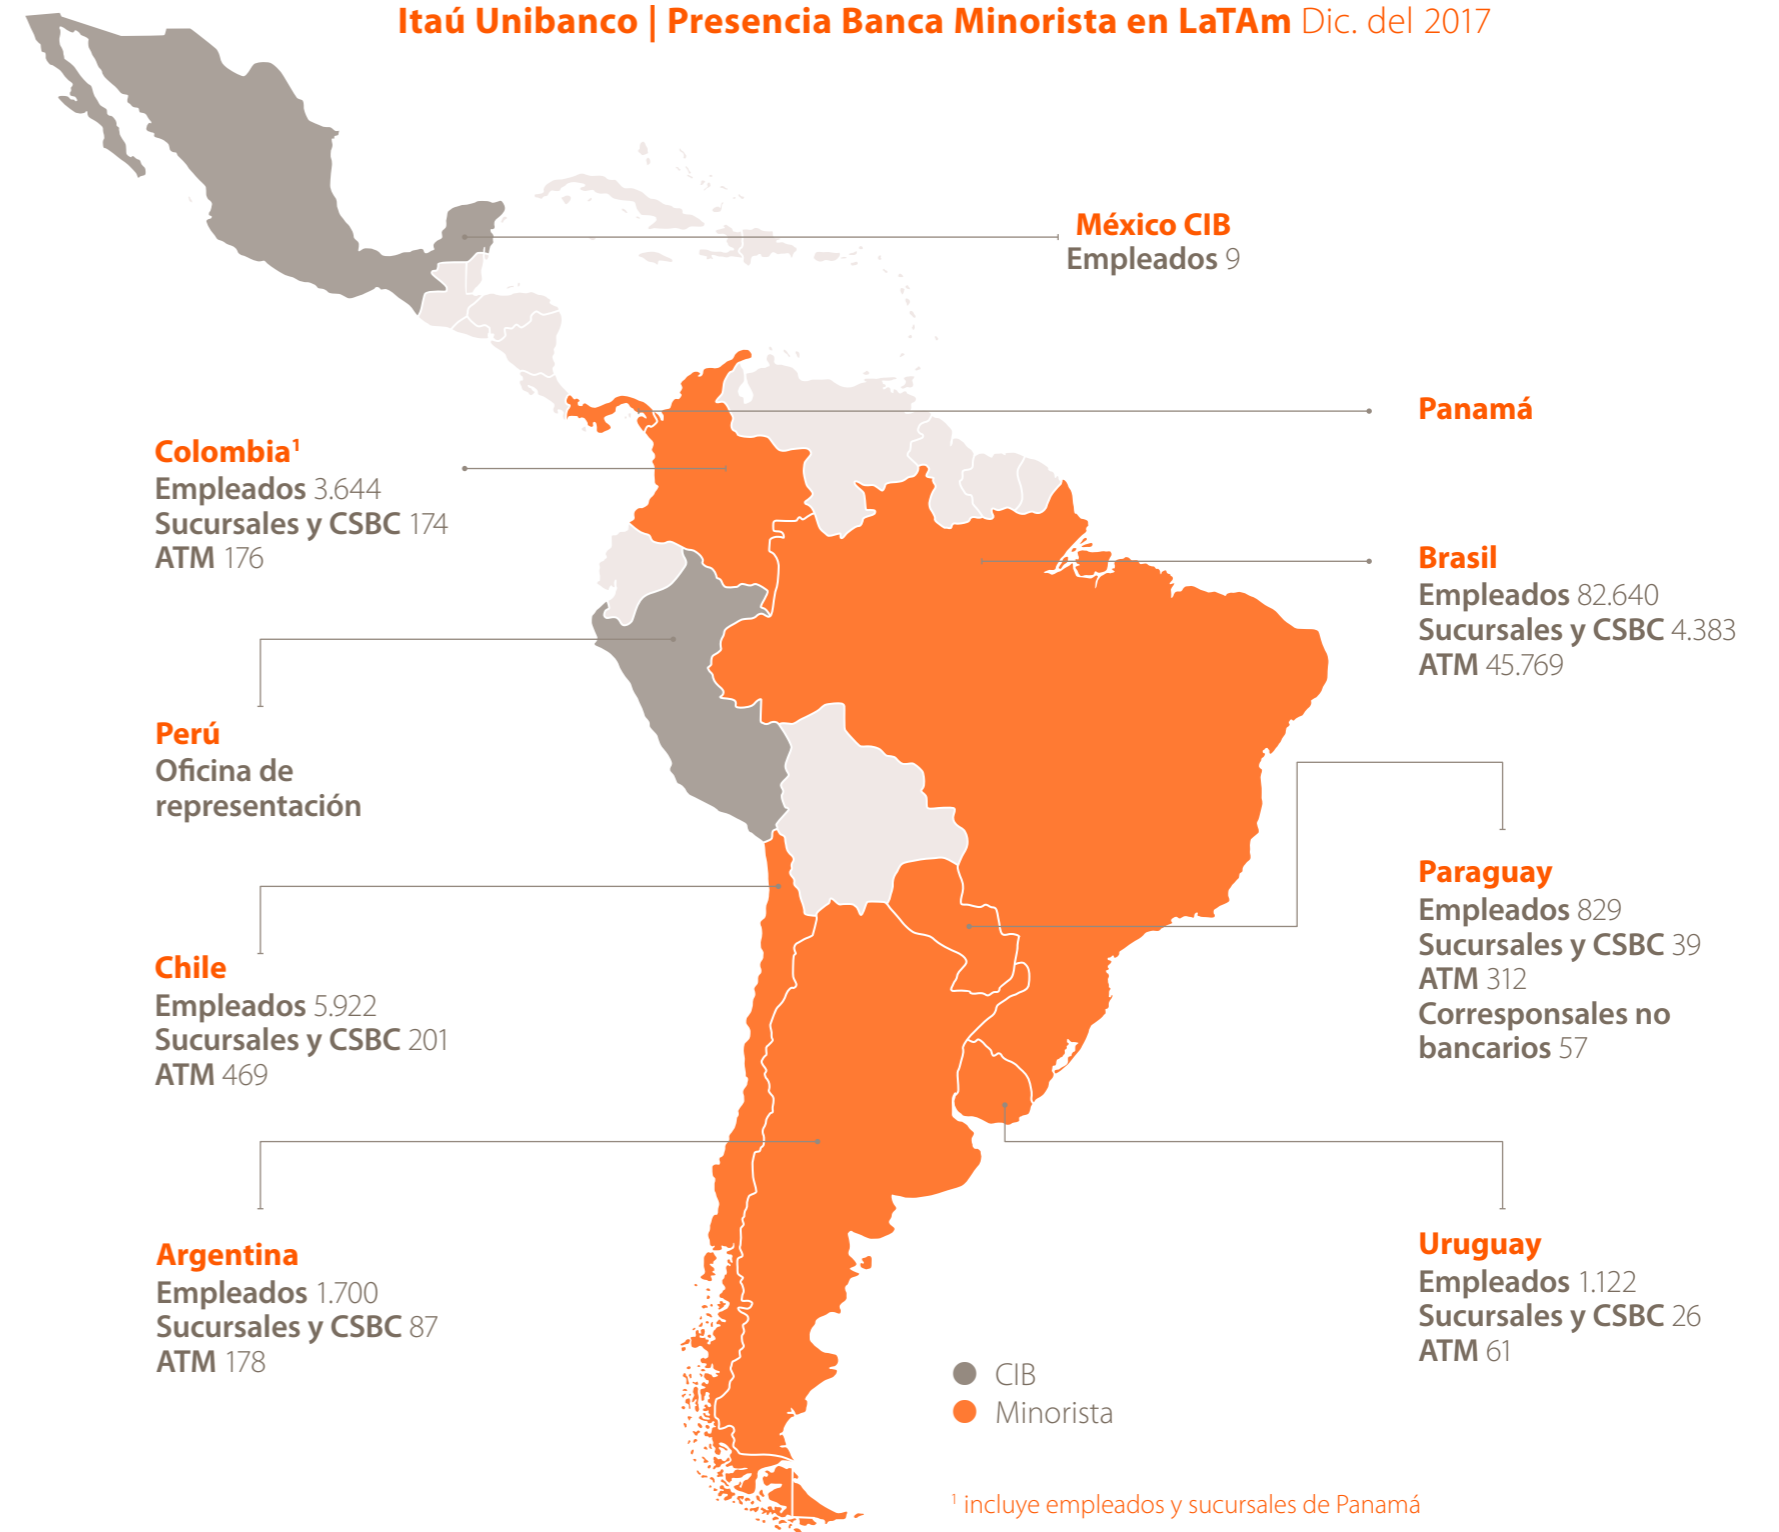 Itaú Unibanco | Presencia Banca Minorista en LaTAm Dic. del 2017
México CIB
Empleados 9
Panamá
Colombia¹
Empleados 3.644
Sucursales y CSBC 174
ATM 176
Brasil
Empleados 82.640
Sucursales y CSBC 4.383
ATM 45.769
Perú
Oficina de
representación
Paraguay
Empleados 829
Sucursales y CSBC 39
ATM 312
Corresponsales no
bancarios 57
Chile
Empleados 5.922
Sucursales y CSBC 201
ATM 469
Argentina
Empleados 1.700
Sucursales y CSBC 87
ATM 178
Uruguay
Empleados 1.122
Sucursales y CSBC 26
ATM 61
CIB
Minorista
¹ incluye empleados y sucursales de Panamá